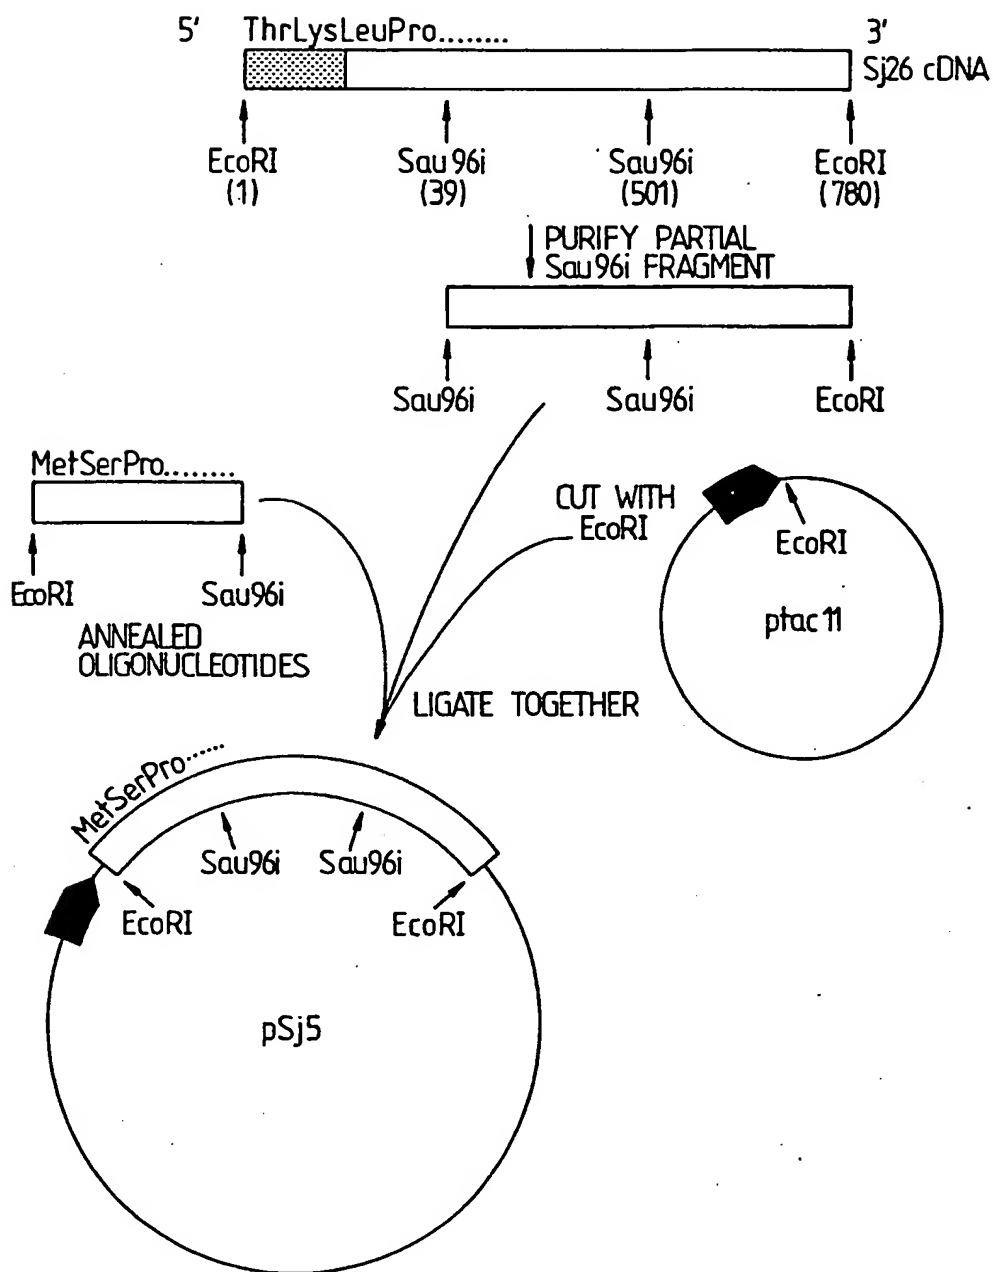 5'
ThrLysLeuPro........
3'
Sj26 cDNA
EcoRI
(1)
Sau96i
(39)
Sau96i
(501)
EcoRI
(780)
PURIFY PARTIAL
Sau96i FRAGMENT
Sau96i
Sau96i
EcoRI
MetSerPro........
EcoRI
Sau96i
ANNEALED
OLIGONUCLEOTIDES
CUT WITH
EcoRI
EcoRI
ptac11
LIGATE TOGETHER
MetSerPro......
Sau96i
Sau96i
EcoRI
EcoRI
pSj5